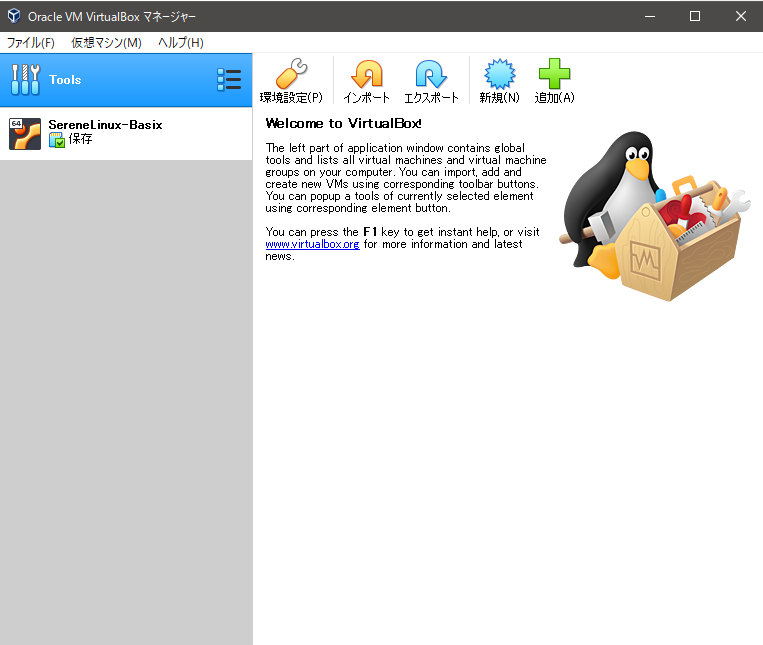 Oracle VM VirtualBox マネージャー
ファイル(F) 仮想マシン(M) ヘルプ(H)
Tools
64
SereneLinux-Basix
保存
環境設定(P) インポート エクスポート 新規(N) 追加(A)
Welcome to VirtualBox!
The left part of application window contains global
tools and lists all virtual machines and virtual machine
groups on your computer. You can import, add and
create new VMs using corresponding toolbar buttons.
You can popup a tools of currently selected element
using corresponding element button.
You can press the F1 key to get instant help, or visit
www.virtualbox.org for more information and latest
news.